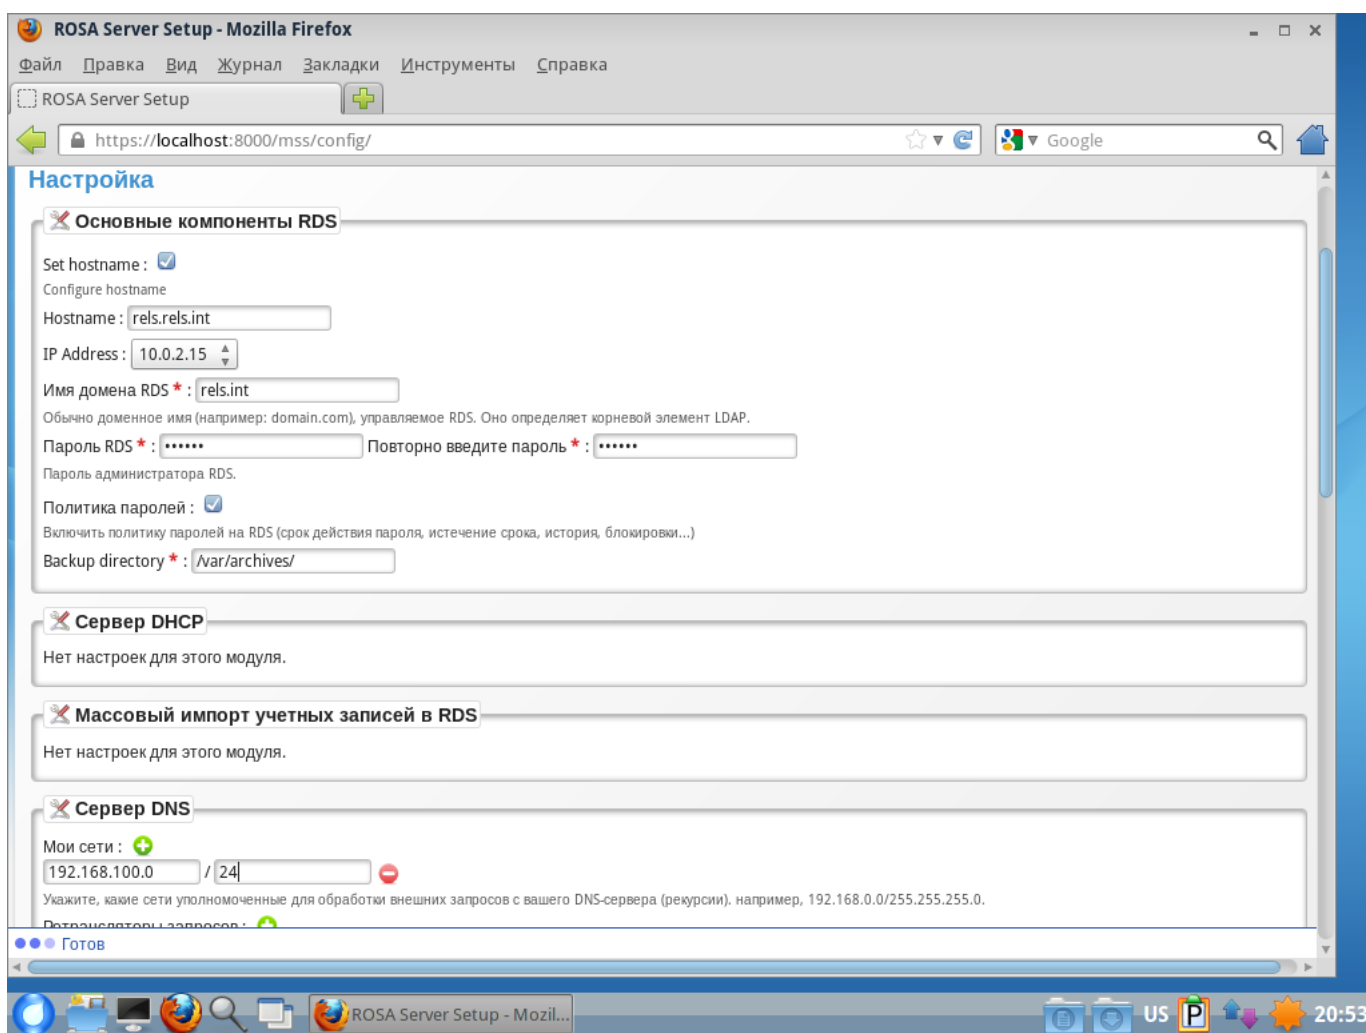 ROSA Server Setup - Mozilla Firefox
Файл Правка Вид Журнал Закладки Инструменты Справка
ROSA Server Setup
https://localhost:8000/mss/config/ Google
Настройка
Основные компоненты RDS
Set hostname :
Configure hostname
Hostname : rels.rels.int
IP Address : 10.0.2.15
Имя домена RDS * : rels.int
Обычно доменное имя (например: domain.com), управляемое RDS. Оно определяет корневой элемент LDAP.
Пароль RDS * : •••••• Повторно введите пароль * : ••••••
Пароль администратора RDS.
Политика паролей :
Включить политику паролей на RDS (срок действия пароля, истечение срока, история, блокировки...)
Backup directory * : /var/archives/
Сервер DHCP
Нет настроек для этого модуля.
Массовый импорт учетных записей в RDS
Нет настроек для этого модуля.
Сервер DNS
Мои сети :
192.168.100.0 / 24
Укажите, какие сети уполномоченные для обработки внешних запросов с вашего DNS-сервера (рекурсии). например, 192.168.0.0/255.255.255.0.
Ретрансляторы запросов :
Готов
ROSA Server Setup - Mozil... US P 20:53